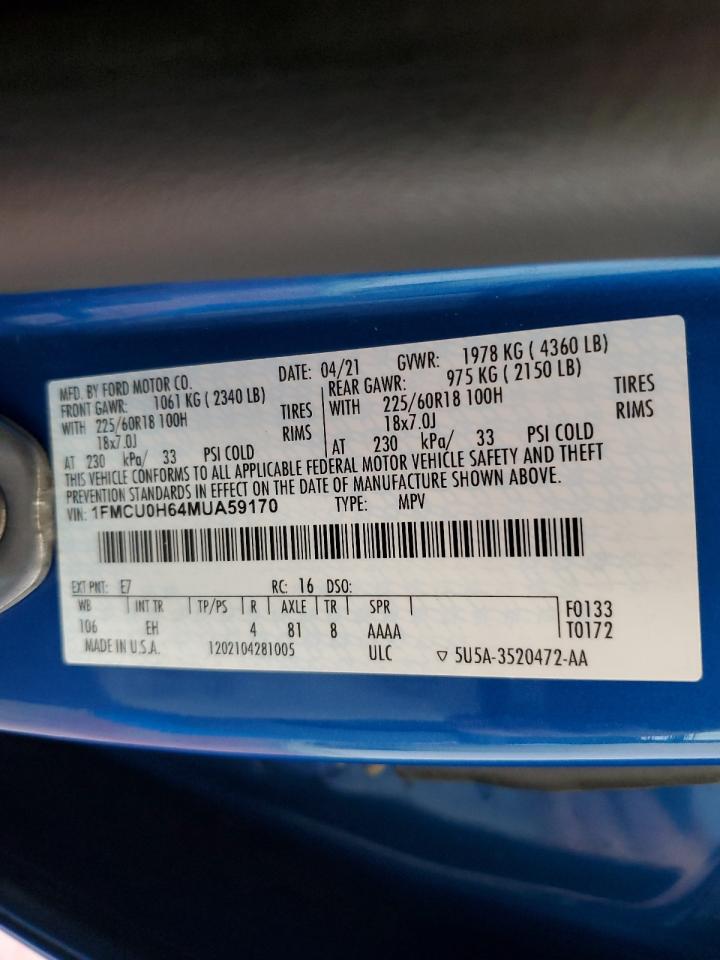 MFD. BY FORD MOTOR CO. DATE: 04/21 GVWR: 1978 KG ( 4360 LB)
FRONT GAWR: 1061 KG ( 2340 LB) REAR GAWR: 975 KG ( 2150 LB)
WITH 225/60R18 100H TIRES WITH 225/60R18 100H TIRES
18x7.0J RIMS 18x7.0J RIMS
AT 230 kPa/ 33 PSI COLD AT 230 kPa/ 33 PSI COLD
THIS VEHICLE CONFORMS TO ALL APPLICABLE FEDERAL MOTOR VEHICLE SAFETY AND THEFT
PREVENTION STANDARDS IN EFFECT ON THE DATE OF MANUFACTURE SHOWN ABOVE.
VIN: 1FMCU0H64MUA59170 TYPE: MPV
EXT PNT: E7 RC: 16 DSO:
WB INT TR TP/PS R AXLE TR SPR F0133
106 EH 4 81 8 AAAA T0172
MADE IN U.S.A. 1202104281005 ULC ▽ 5U5A-3520472-AA